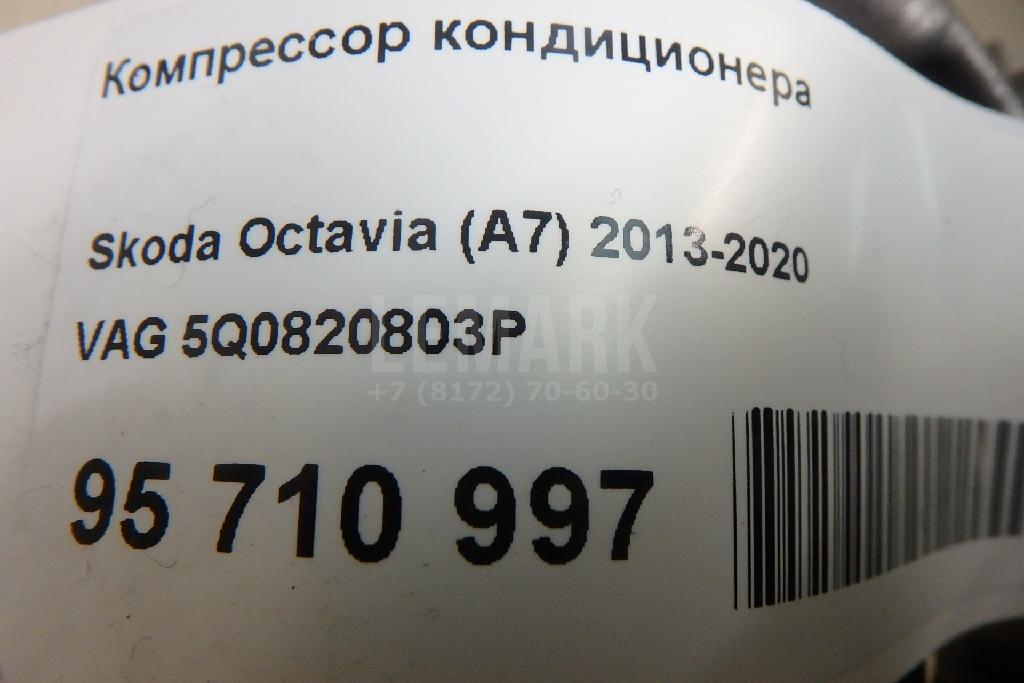 Компрессор кондиционера
Skoda Octavia (A7) 2013-2020
VAG 5Q0820803P
LEMARK
+7 (8172) 70-60-30
95 710 997